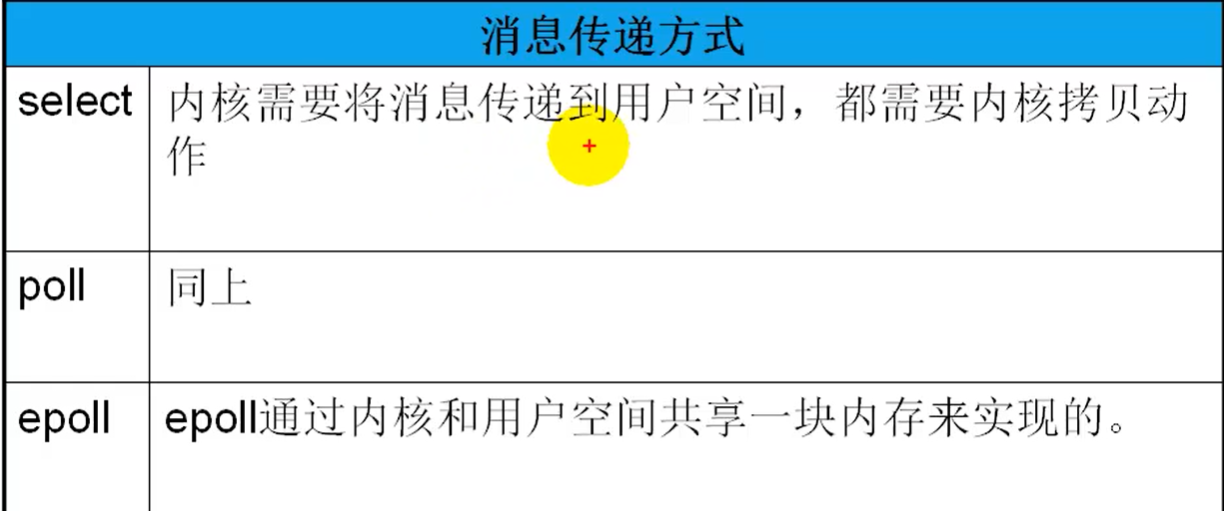 消息传递方式
select 内核需要将消息传递到用户空间，都需要内核拷贝动
作
poll 同上
epoll epoll通过内核和用户空间共享一块内存来实现的。